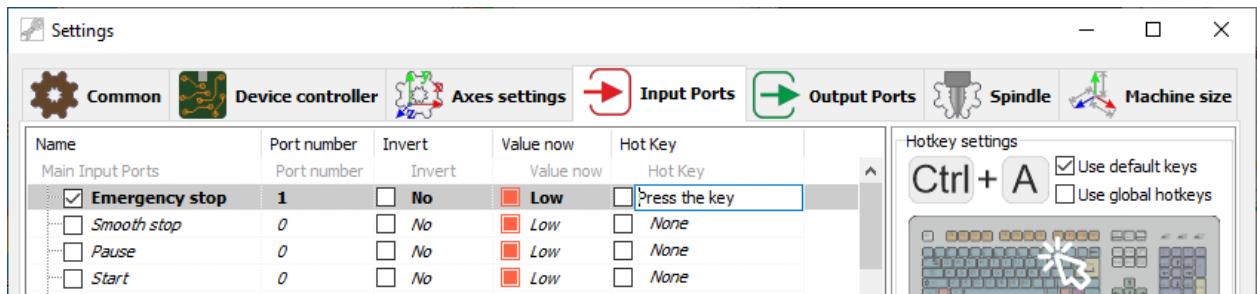 Settings
Common Device controller Axes settings Input Ports Output Ports Spindle Machine size
Name Port number Invert Value now Hot Key
Main Input Ports Port number Invert Value now Hot Key
Emergency stop 1 No Low Press the key
Smooth stop 0 No Low None
Pause 0 No Low None
Start 0 No Low None
Hotkey settings
Ctrl + A
Use default keys
Use global hotkeys